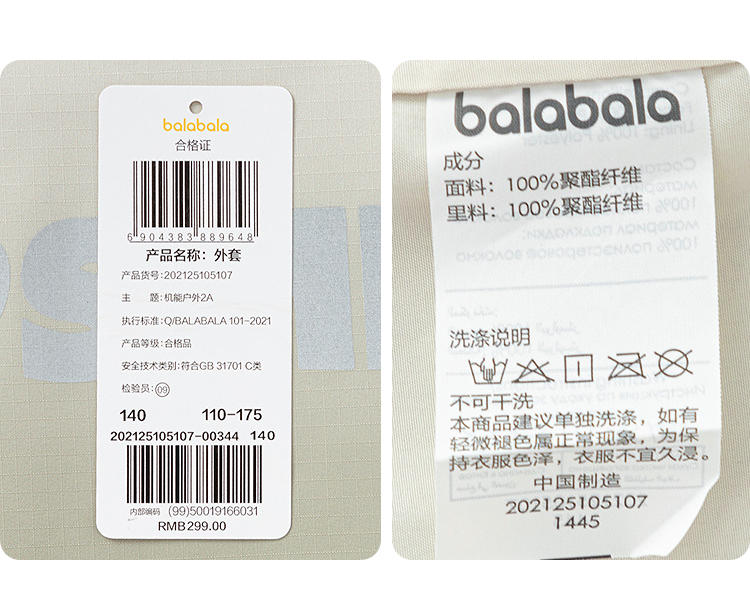 balabala
合格证
6 904383 889648
产品名称：外套
产品货号：202125105107
主 题：机能户外2A
执行标准：Q/BALABALA 101-2021
产品等级：合格品
安全技术类别：符合GB 31701 C类
检验员：09
140 110-175
202125105107-00344 140
内部编码 (99)50019166031
RMB299.00
balabala
成分
面料：100%聚酯纤维
里料：100%聚酯纤维
洗涤说明
不可干洗
本商品建议单独洗涤，如有
轻微褪色属正常现象，为保
持衣服色泽，衣服不宜久浸。
中国制造
202125105107
1445